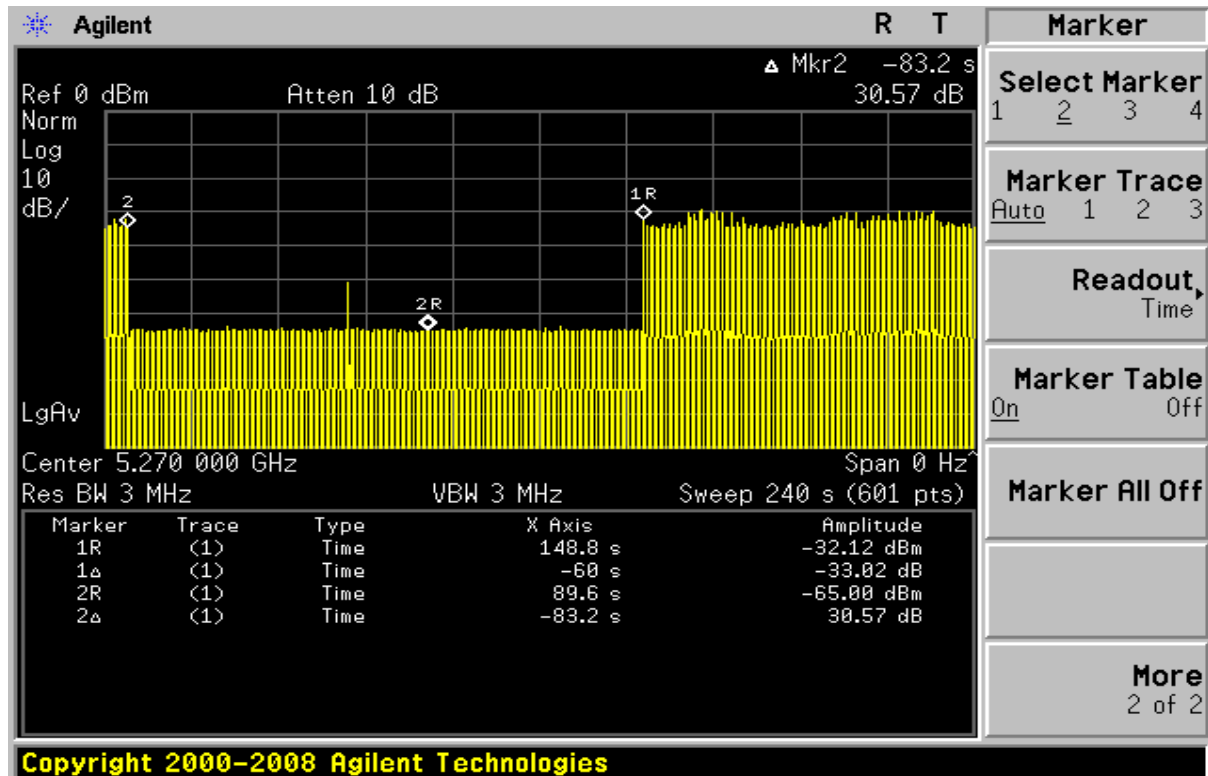 Agilent R T
Δ Mkr2 -83.2 s
Ref 0 dBm Atten 10 dB 30.57 dB
Norm
Log
10
dB/
2
1R
2R
LgAv
Center 5.270 000 GHz Span 0 Hz^
Res BW 3 MHz VBW 3 MHz Sweep 240 s (601 pts)
Marker Trace Type X Axis Amplitude
1R (1) Time 148.8 s -32.12 dBm
1Δ (1) Time -60 s -33.02 dB
2R (1) Time 89.6 s -65.00 dBm
2Δ (1) Time -83.2 s 30.57 dB
Copyright 2000-2008 Agilent Technologies
Marker
Select Marker
1 2 3 4
Marker Trace
Auto 1 2 3
Readout
Time
Marker Table
On Off
Marker All Off
More
2 of 2